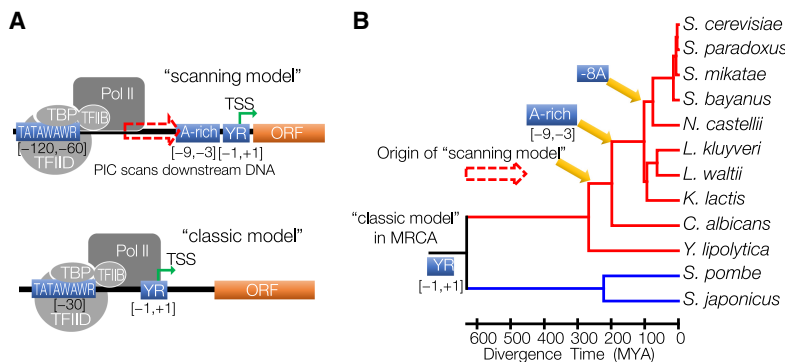 A
"scanning model"
Pol II
TBP
TFIIB
TSS
TATAWAWR
A-rich
YR
ORF
[-120,-60]
[-9,-3]
[-1,+1]
TFIID
PIC scans downstream DNA
"classic model"
Pol II
TSS
TBP
TFIIB
TATAWAWR
YR
ORF
[-30]
[-1,+1]
TFIID
B
S. cerevisiae
S. paradoxus
-8A
S. mikatae
S. bayanus
A-rich
N. castellii
[-9,-3]
L. kluyveri
Origin of "scanning model"
L. waltii
K. lactis
"classic model"
in MRCA
C. albicans
Y. lipolytica
YR
S. pombe
[-1,+1]
S. japonicus
600 500 400 300 200 100 0
Divergence Time (MYA)